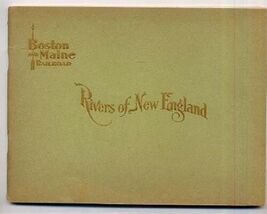 Boston
and Maine
Railroad
Rivers of New England